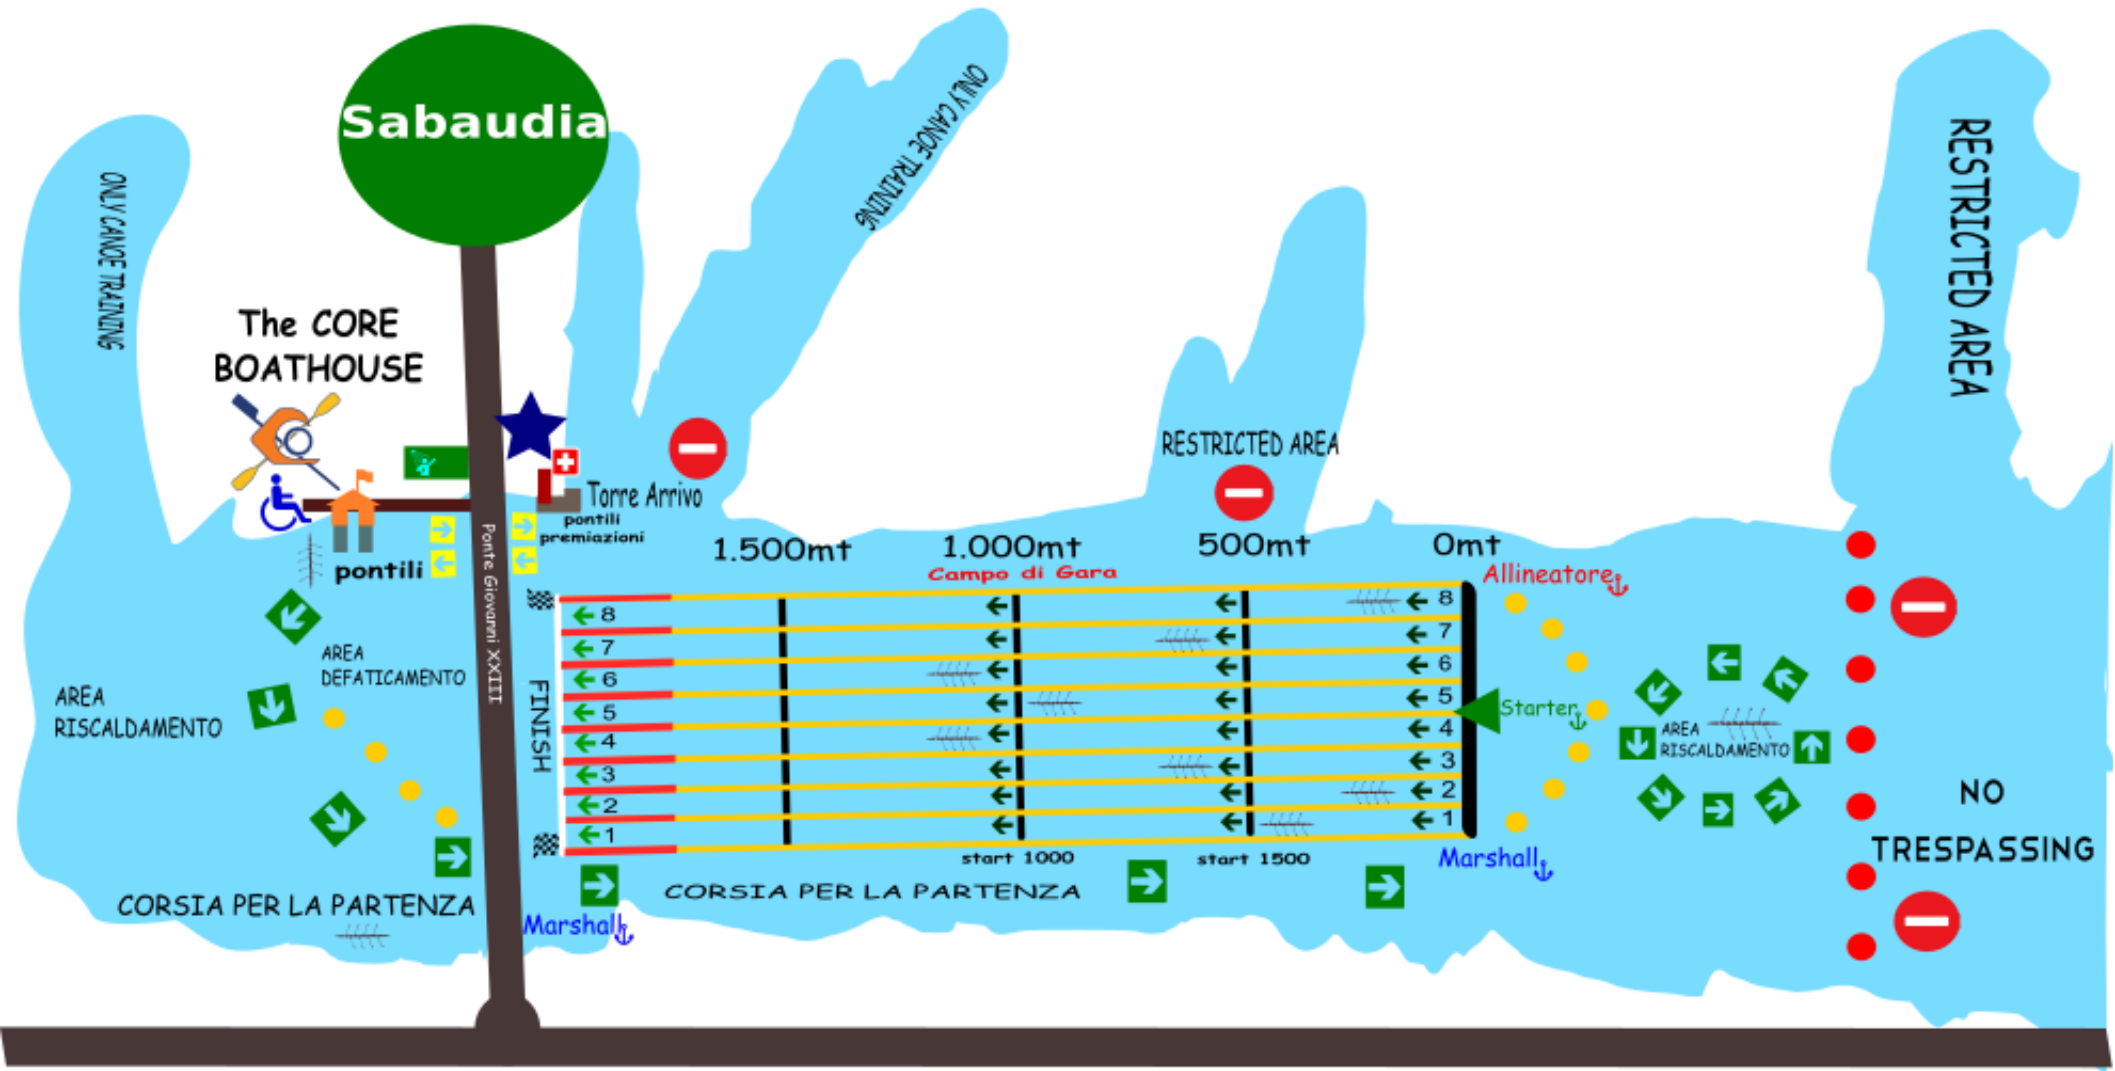 Sabaudia
ONLY CANOE TRAINING
ONLY CANOE TRAINING
RESTRICTED AREA
The CORE
BOATHOUSE
RESTRICTED AREA
Torre Arrivo
pontili
premiazioni
pontili
Ponte Giovanni XXIII
1.500mt
1.000mt
500mt
0mt
Campo di Gara
Allineatore
AREA
DEFATICAMENTO
AREA
RISCALDAMENTO
FINISH
8
7
6
5
4
3
2
1
8
7
6
5
4
3
2
1
Starter
AREA
RISCALDAMENTO
NO
TRESPASSING
start 1000
start 1500
Marshall
CORSIA PER LA PARTENZA
CORSIA PER LA PARTENZA
Marshall